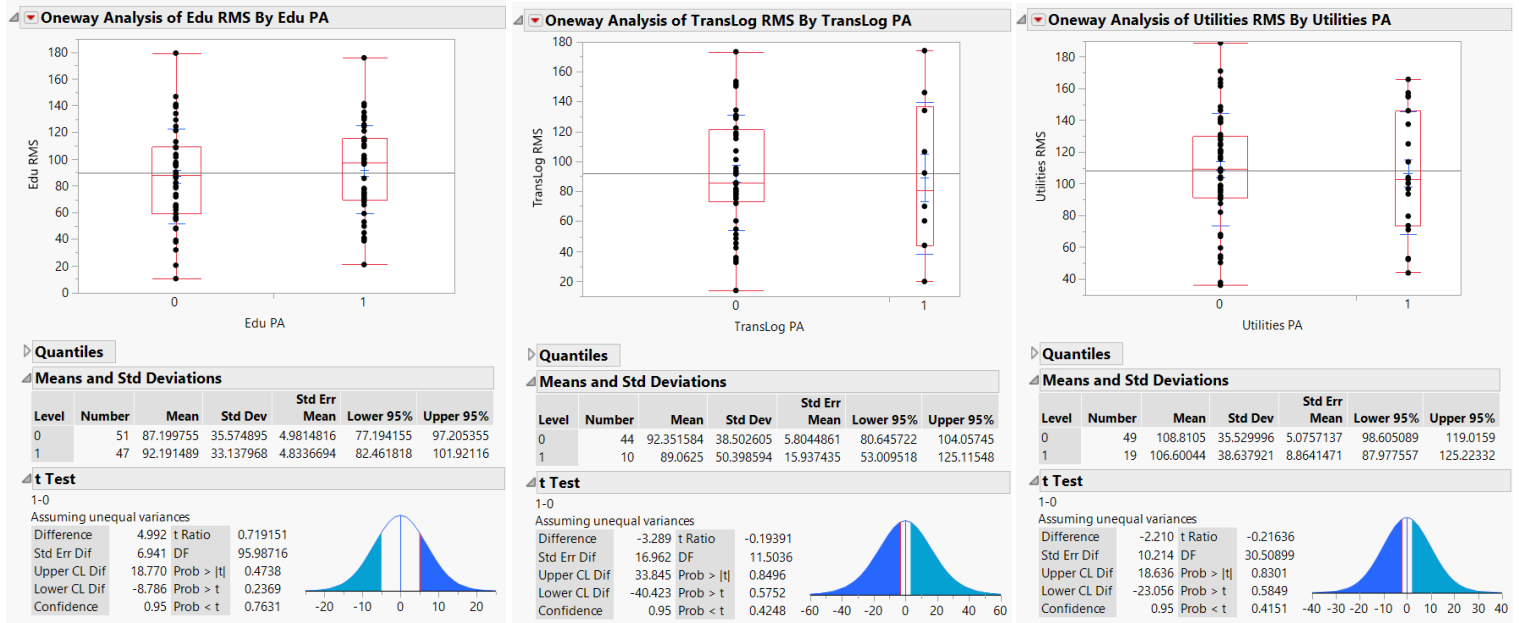 Oneway Analysis of Edu RMS By Edu PA
180
160
140
120
100
80
60
40
20
0
Edu RMS
0 1
Edu PA
Quantiles
Means and Std Deviations
Level Number Mean Std Dev Std Err Mean Lower 95% Upper 95%
0 51 87.199755 35.574895 4.9814816 77.194155 97.205355
1 47 92.191489 33.137968 4.8336694 82.461818 101.92116
t Test
1-0
Assuming unequal variances
Difference 4.992 t Ratio 0.719151
Std Err Dif 6.941 DF 95.98716
Upper CL Dif 18.770 Prob > |t| 0.4738
Lower CL Dif -8.786 Prob > t 0.2369
Confidence 0.95 Prob < t 0.7631
-20 -10 0 10 20
Oneway Analysis of TransLog RMS By TransLog PA
180
160
140
120
100
80
60
40
20
TransLog RMS
0 1
TransLog PA
Quantiles
Means and Std Deviations
Level Number Mean Std Dev Std Err Mean Lower 95% Upper 95%
0 44 92.351584 38.502605 5.8044861 80.645722 104.05745
1 10 89.0625 50.398594 15.937435 53.009518 125.11548
t Test
1-0
Assuming unequal variances
Difference -3.289 t Ratio -0.19391
Std Err Dif 16.962 DF 11.5036
Upper CL Dif 33.845 Prob > |t| 0.8496
Lower CL Dif -40.423 Prob > t 0.5752
Confidence 0.95 Prob < t 0.4248
-60 -40 -20 0 20 40 60
Oneway Analysis of Utilities RMS By Utilities PA
180
160
140
120
100
80
60
40
Utilities RMS
0 1
Utilities PA
Quantiles
Means and Std Deviations
Level Number Mean Std Dev Std Err Mean Lower 95% Upper 95%
0 49 108.8105 35.529996 5.0757137 98.605089 119.0159
1 19 106.60044 38.637921 8.8641471 87.977557 125.22332
t Test
1-0
Assuming unequal variances
Difference -2.210 t Ratio -0.21636
Std Err Dif 10.214 DF 30.50899
Upper CL Dif 18.636 Prob > |t| 0.8301
Lower CL Dif -23.056 Prob > t 0.5849
Confidence 0.95 Prob < t 0.4151
-40 -30 -20 -10 0 10 20 30 40